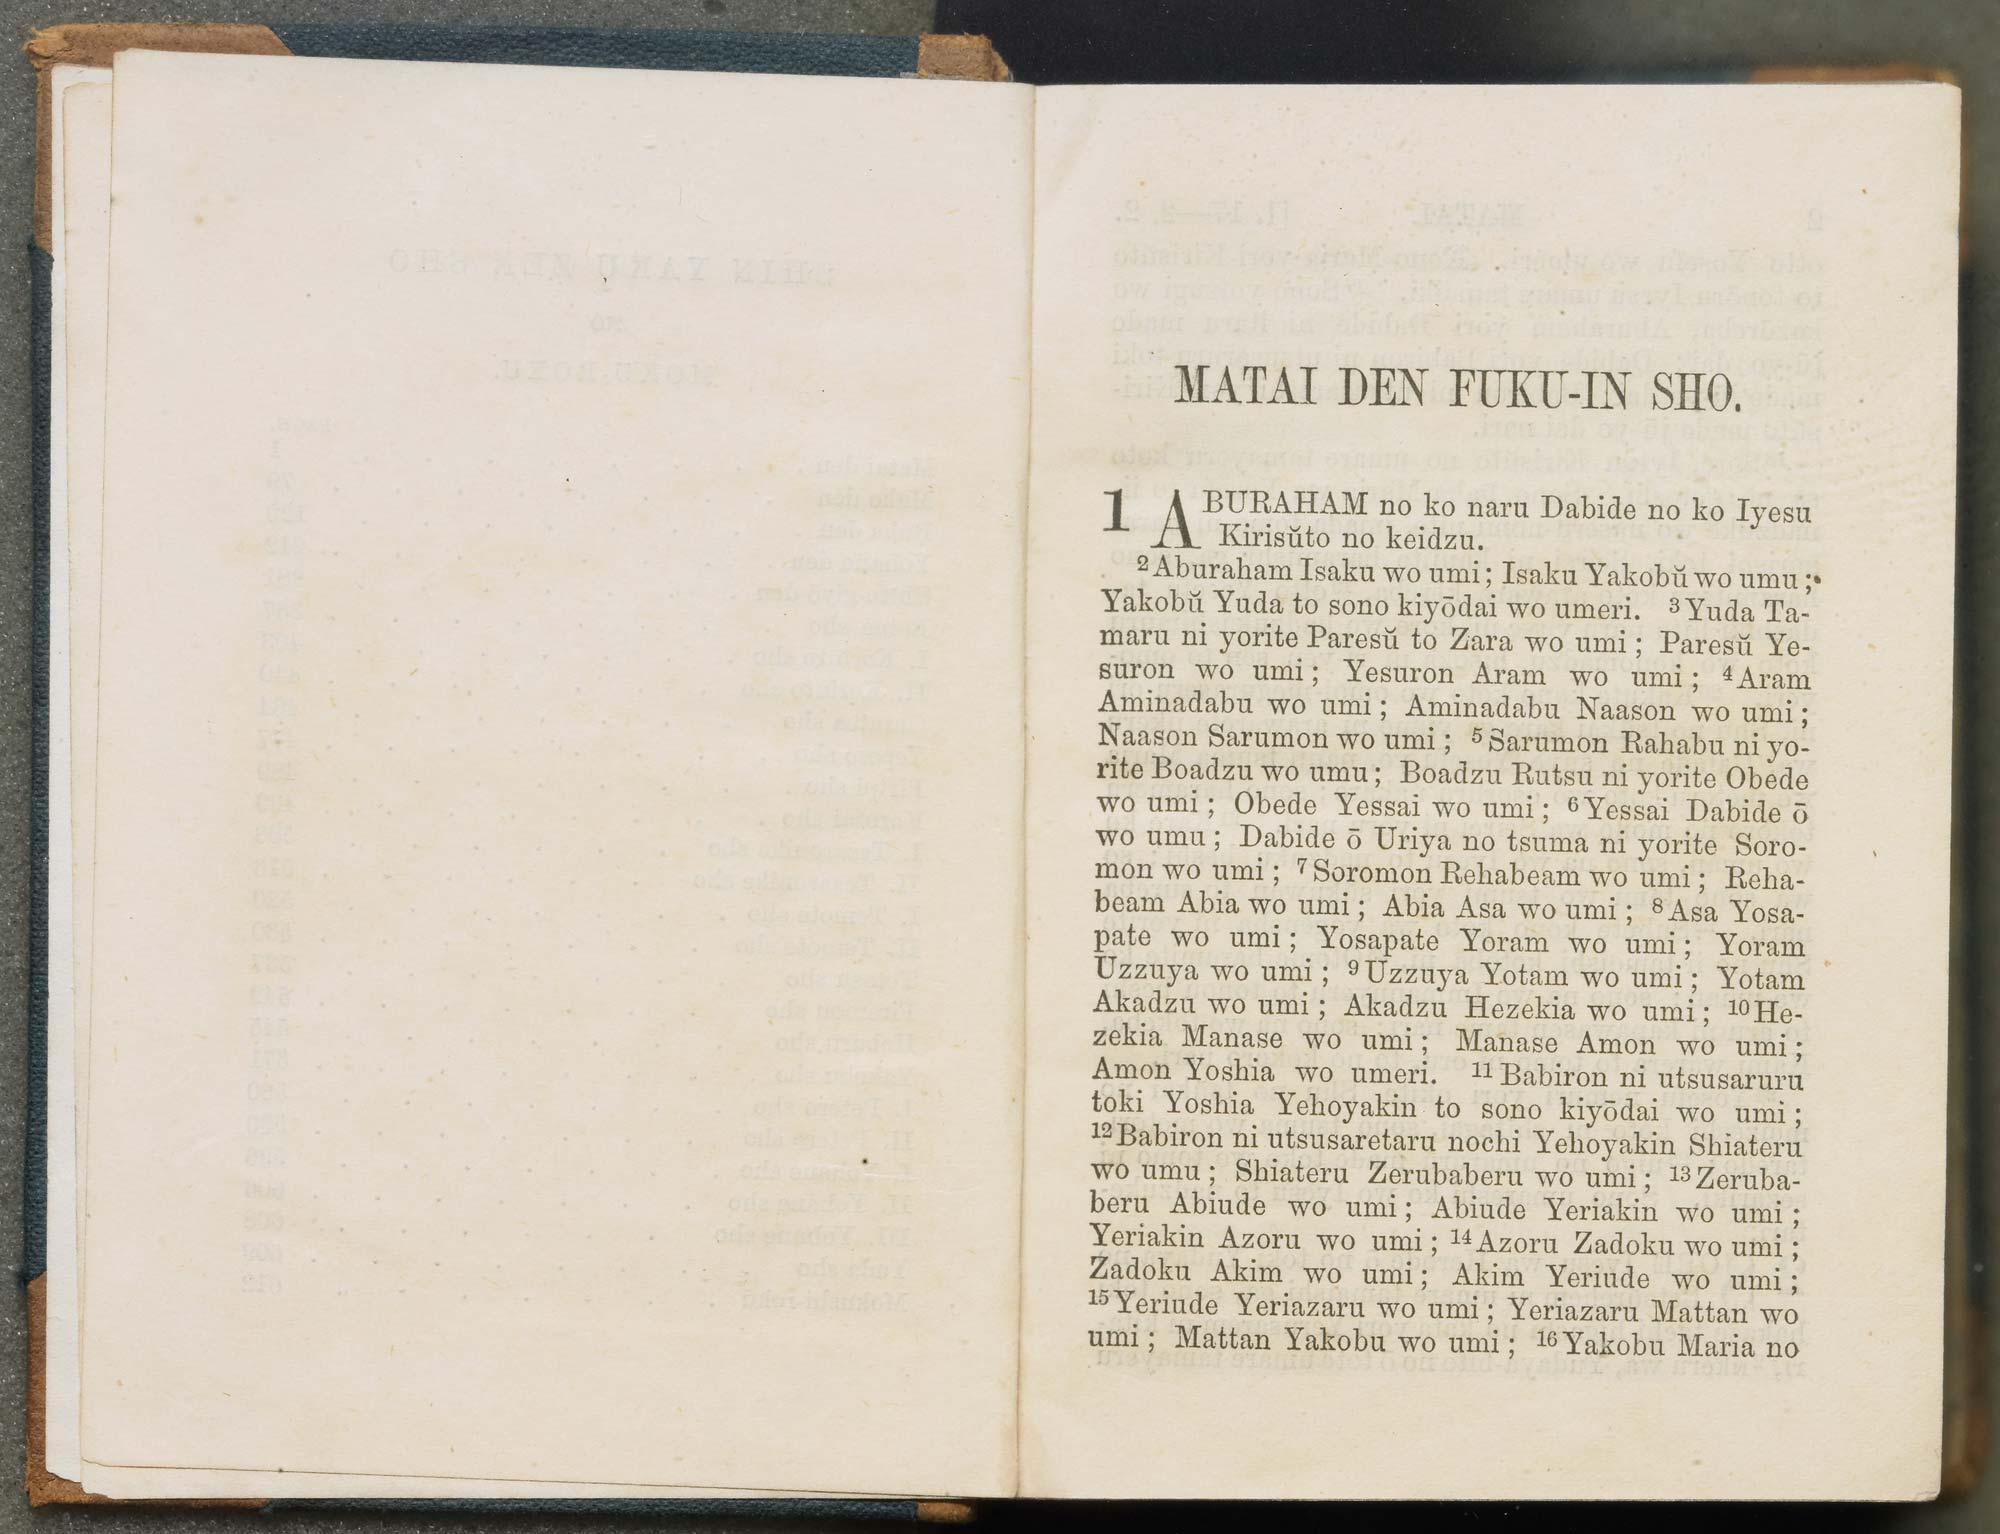 MATAI DEN FUKU-IN SHO.
1 ABURAHAM no ko naru Dabide no ko Iyesu
Kirisŭto no keidzu.
2 Aburaham Isaku wo umi; Isaku Yakobŭ wo umu;
Yakobŭ Yuda to sono kiyōdai wo umeri. 3 Yuda Ta-
maru ni yorite Paresŭ to Zara wo umi; Paresŭ Ye-
suron wo umi; Yesuron Aram wo umi; 4 Aram
Aminadabu wo umi; Aminadabu Naason wo umi;
Naason Sarumon wo umi; 5 Sarumon Rahabu ni yo-
rite Boadzu wo umu; Boadzu Rutsu ni yorite Obede
wo umi; Obede Yessai wo umi; 6 Yessai Dabide ō
wo umu; Dabide ō Uriya no tsuma ni yorite Soro-
mon wo umi; 7 Soromon Rehabeam wo umi; Reha-
beam Abia wo umi; Abia Asa wo umi; 8 Asa Yosa-
pate wo umi; Yosapate Yoram wo umi; Yoram
Uzzuya wo umi; 9 Uzzuya Yotam wo umi; Yotam
Akadzu wo umi; Akadzu Hezekia wo umi; 10 He-
zekia Manase wo umi; Manase Amon wo umi;
Amon Yoshia wo umeri. 11 Babiron ni utsusaruru
toki Yoshia Yehoyakin to sono kiyōdai wo umi;
12 Babiron ni utsusaretaru nochi Yehoyakin Shiateru
wo umu; Shiateru Zerubaberu wo umi; 13 Zeruba-
beru Abiude wo umi; Abiude Yeriakin wo umi;
Yeriakin Azoru wo umi; 14 Azoru Zadoku wo umi;
Zadoku Akim wo umi; Akim Yeriude wo umi;
15 Yeriude Yeriazaru wo umi; Yeriazaru Mattan wo
umi; Mattan Yakobu wo umi; 16 Yakobu Maria no